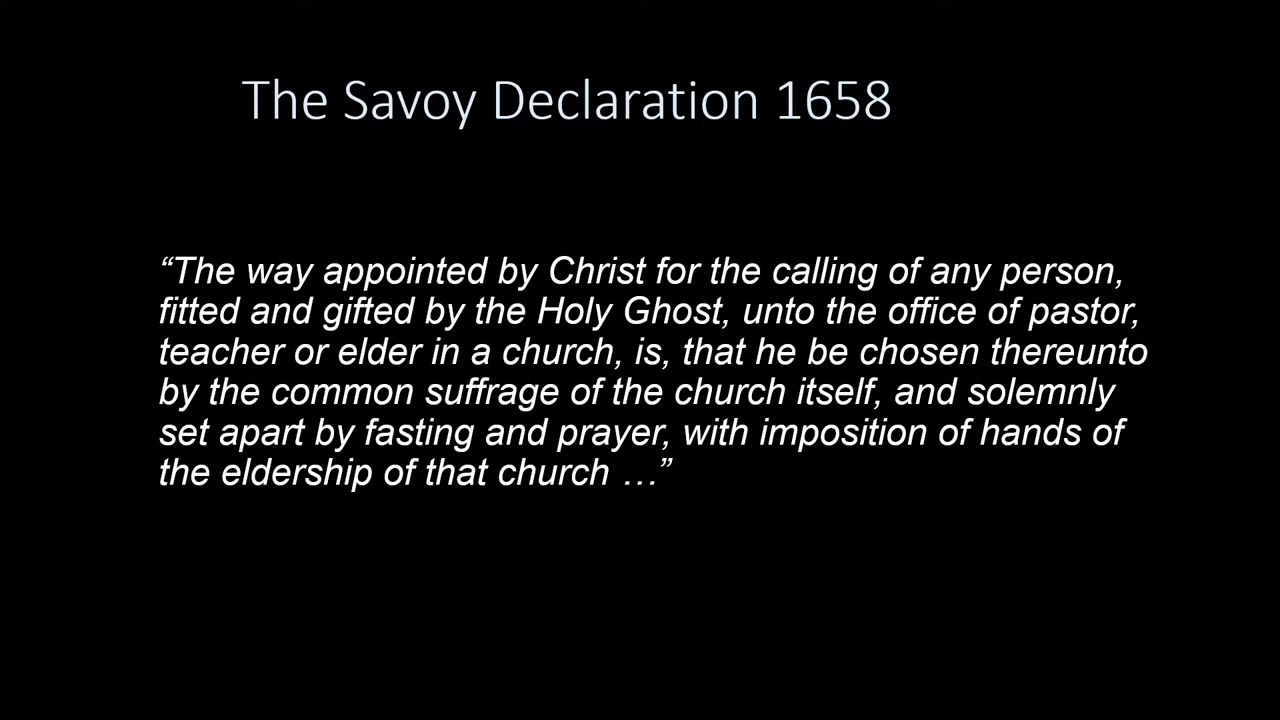 The Savoy Declaration 1658
“The way appointed by Christ for the calling of any person,
fitted and gifted by the Holy Ghost, unto the office of pastor,
teacher or elder in a church, is, that he be chosen thereunto
by the common suffrage of the church itself, and solemnly
set apart by fasting and prayer, with imposition of hands of
the eldership of that church …”